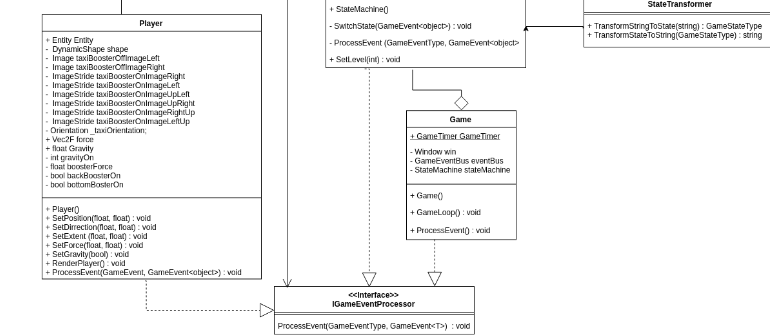 Player
+ Entity Entity
- DynamicShape shape
- Image taxiBoosterOffImageLeft
- Image taxiBoosterOffImageRight
- ImageStride taxiBoosterOnImageRight
- ImageStride taxiBoosterOnImageLeft
- ImageStride taxiBoosterOnImageUpLeft
- ImageStride taxiBoosterOnImageUpRight
- ImageStride taxiBoosterOnImageRightUp
- ImageStride taxiBoosterOnImageLeftUp
- Orientation _taxiOrientation;
+ Vec2F force
+ float Gravity
- int gravityOn
- float boosterForce
- bool backBoosterOn
- bool bottomBosterOn
+ Player()
+ SetPosition(float, float) : void
+ SetDirrection(float, float) : void
+ SetExtent (float, float) : void
+ SetForce(float, float) : void
+ SetGravity(bool) : void
+ RenderPlayer() : void
+ ProcessEvent(GameEvent, GameEvent<object>) : void
+ StateMachine()
- SwitchState(GameEvent<object>) : void
- ProcessEvent (GameEventType, GameEvent<object>
+ SetLevel(int) : void
StateTransformer
+ TransformStringToState(string) : GameStateType
+ TransformStateToString(GameStateType) : string
Game
+ GameTimer GameTimer
- Window win
- GameEventBus eventBus
- StateMachine stateMachine
+ Game()
+ GameLoop() : void
+ ProcessEvent() : void
<<Interface>>
IGameEventProcessor
ProcessEvent(GameEventType, GameEvent<T>) : void